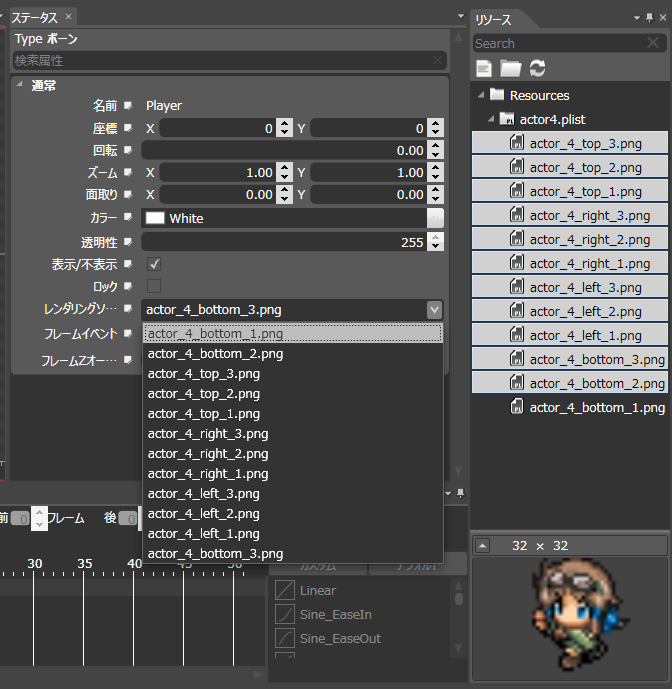 ステータス
Type ボーン
検索属性
通常
名前 Player
座標 X 0 Y 0
回転 0.00
ズーム X 1.00 Y 1.00
面取り X 0.00 Y 0.00
カラー White
透明性 255
表示/不表示
ロック
レンダリングソ… actor_4_bottom_3.png
フレームイベント
フレームZオー…
actor_4_bottom_1.png
actor_4_bottom_2.png
actor_4_top_3.png
actor_4_top_2.png
actor_4_top_1.png
actor_4_right_3.png
actor_4_right_2.png
actor_4_right_1.png
actor_4_left_3.png
actor_4_left_2.png
actor_4_left_1.png
actor_4_bottom_3.png
前 0 フレーム 後 0
30 35 40 45 50
カスタム デフォルト
Linear
Sine_EaseIn
Sine_EaseOut
リソース
Search
Resources
actor4.plist
actor_4_top_3.png
actor_4_top_2.png
actor_4_top_1.png
actor_4_right_3.png
actor_4_right_2.png
actor_4_right_1.png
actor_4_left_3.png
actor_4_left_2.png
actor_4_left_1.png
actor_4_bottom_3.png
actor_4_bottom_2.png
actor_4_bottom_1.png
32 × 32